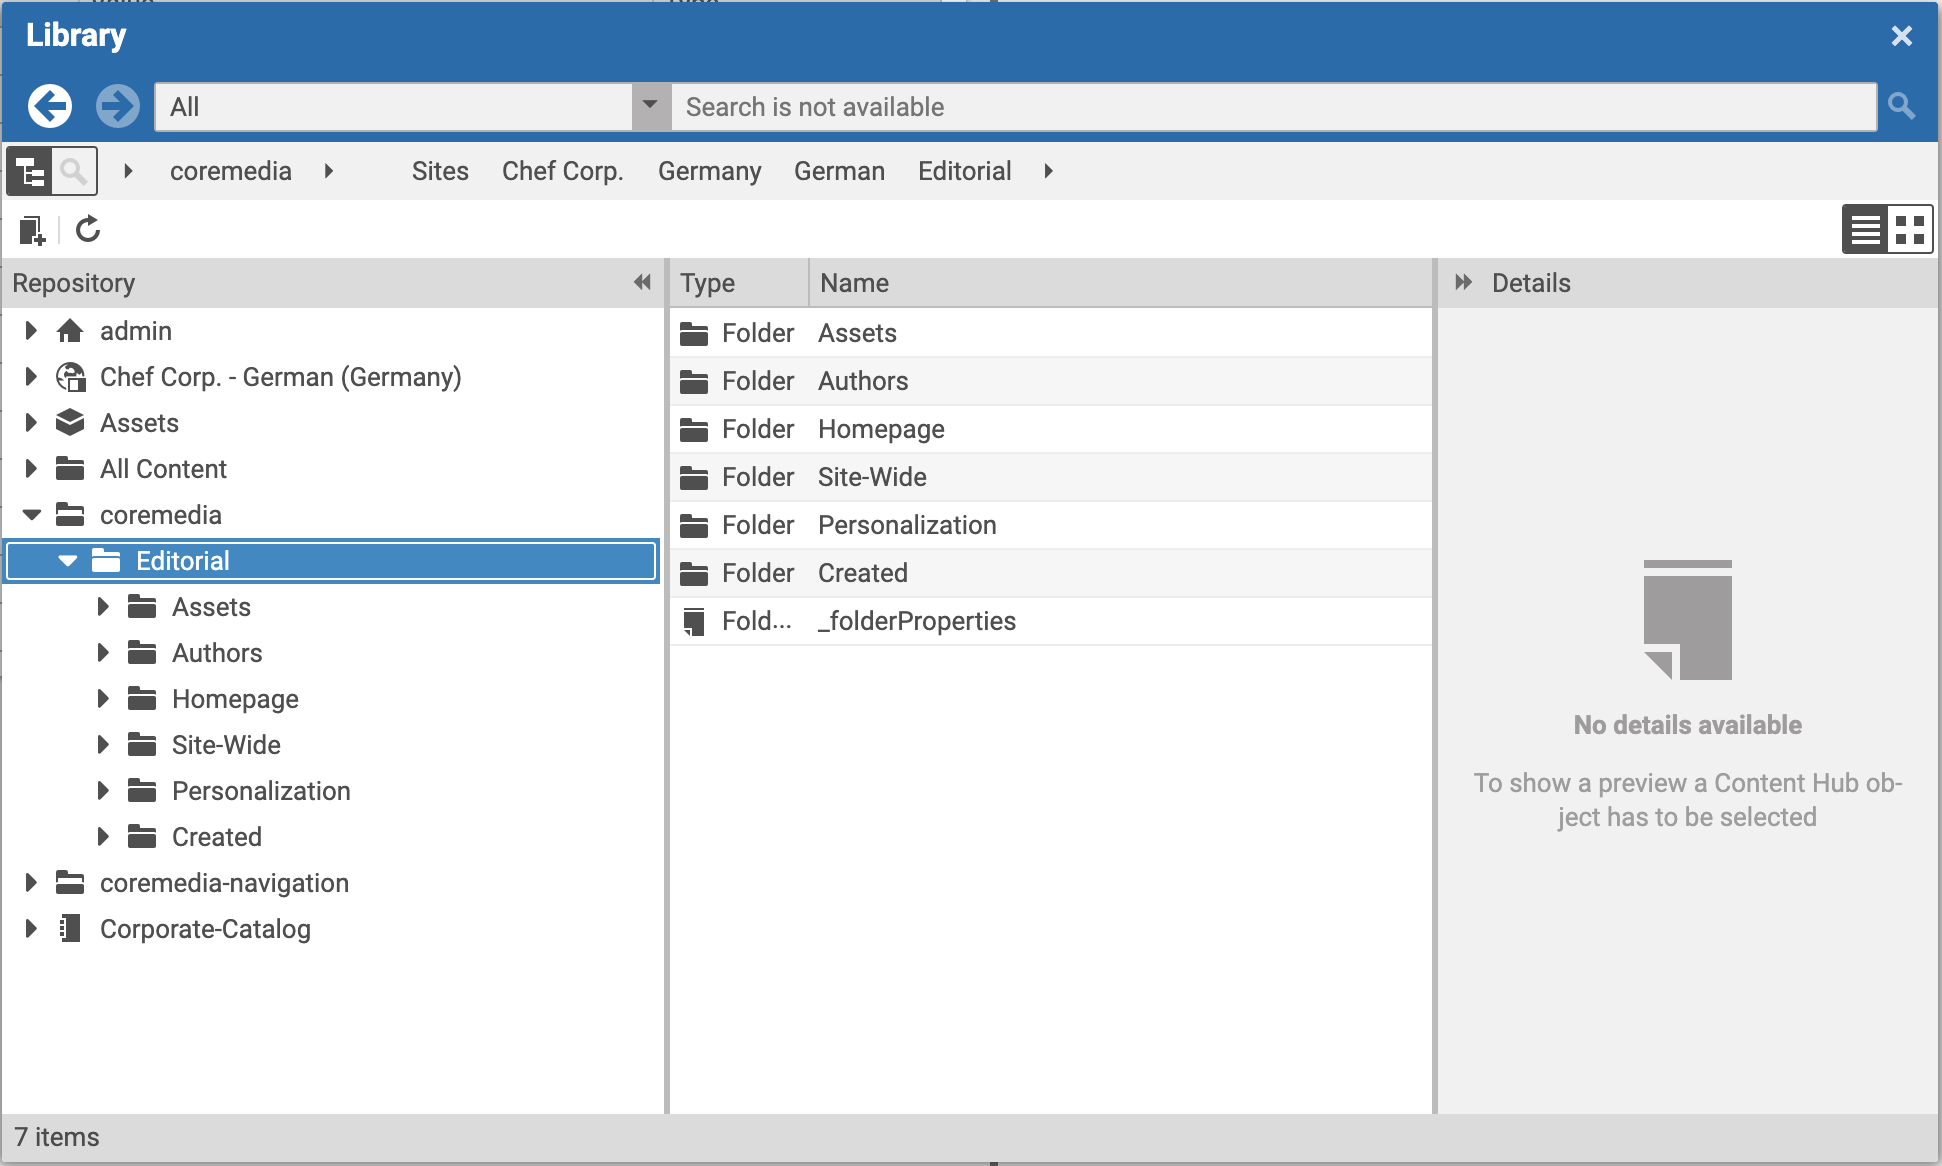 Library
All
Search is not available
coremedia Sites Chef Corp. Germany German Editorial
Repository
admin
Chef Corp. - German (Germany)
Assets
All Content
coremedia
Editorial
Assets
Authors
Homepage
Site-Wide
Personalization
Created
coremedia-navigation
Corporate-Catalog
Type Name
Folder Assets
Folder Authors
Folder Homepage
Folder Site-Wide
Folder Personalization
Folder Created
Fold... _folderProperties
Details
No details available
To show a preview a Content Hub ob-
ject has to be selected
7 items